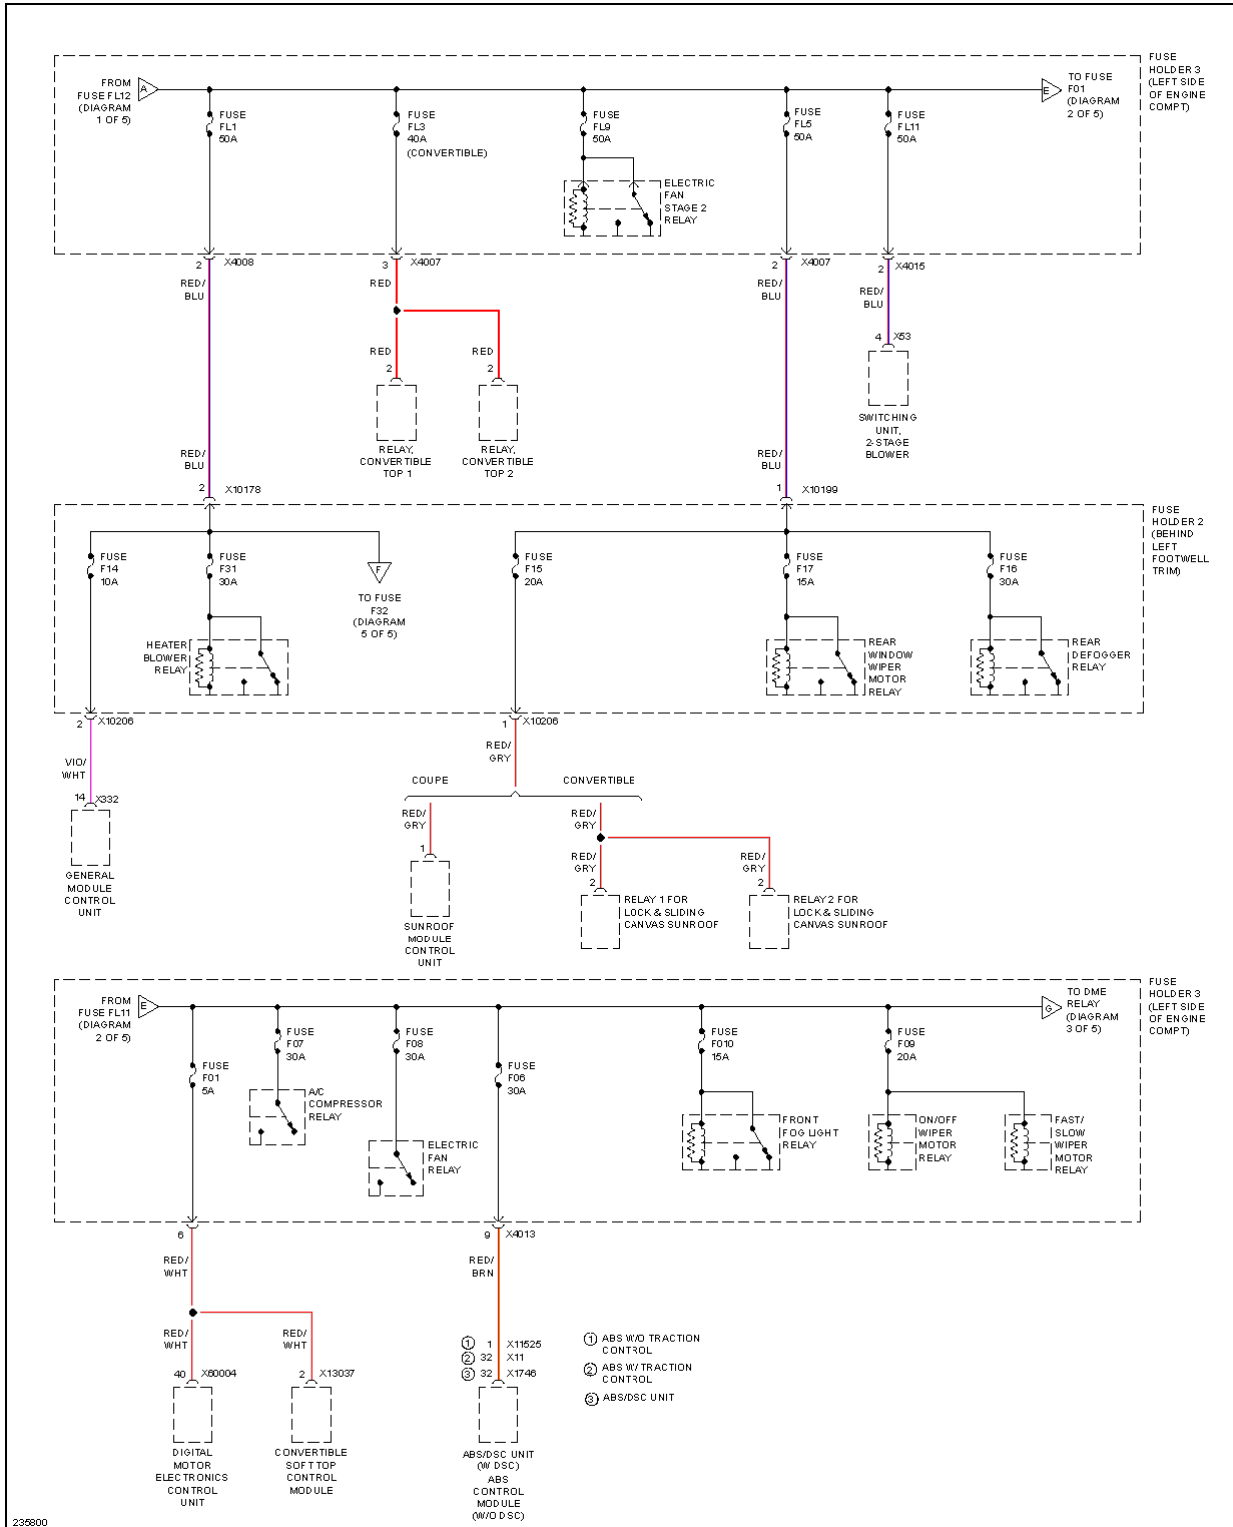 FROM
FUSE FL12
(DIAGRAM
1 OF 5)
A
FUSE
FL1
50A
FUSE
FL3
40A
(CONVERTIBLE)
FUSE
FL9
50A
ELECTRIC
FAN
STAGE 2
RELAY
FUSE
FL5
50A
FUSE
FL11
50A
E
TO FUSE
F01
(DIAGRAM
2 OF 5)
FUSE
HOLDER 3
(LEFT SIDE
OF ENGINE
COMPT)
2 X4008
3 X4007
2 X4007
2 X4015
RED/
BLU
RED
RED/
BLU
RED/
BLU
4 X53
RED
2
RED
2
SWITCHING
UNIT,
2-STAGE
BLOWER
RELAY,
CONVERTIBLE
TOP 1
RELAY,
CONVERTIBLE
TOP 2
RED/
BLU
RED/
BLU
2 X10178
1 X10199
FUSE
HOLDER 2
(BEHIND
LEFT
FOOTWELL
TRIM)
FUSE
F14
10A
FUSE
F31
30A
F
TO FUSE
F32
(DIAGRAM
5 OF 5)
FUSE
F15
20A
FUSE
F17
15A
FUSE
F16
30A
HEATER
BLOWER
RELAY
REAR
WINDOW
WIPER
MOTOR
RELAY
REAR
DEFOGGER
RELAY
2 X10206
1 X10206
VIO/
WHT
RED/
GRY
COUPE
CONVERTIBLE
14 X332
RED/
GRY
RED/
GRY
1
RED/
GRY
2
RED/
GRY
2
GENERAL
MODULE
CONTROL
UNIT
SUNROOF
MODULE
CONTROL
UNIT
RELAY 1 FOR
LOCK & SLIDING
CANVAS SUNROOF
RELAY 2 FOR
LOCK & SLIDING
CANVAS SUNROOF
FROM
FUSE FL11
(DIAGRAM
2 OF 5)
E
FUSE
F01
5A
FUSE
F07
30A
A/C
COMPRESSOR
RELAY
FUSE
F08
30A
ELECTRIC
FAN
RELAY
FUSE
F06
30A
FUSE
F010
15A
FRONT
FOG LIGHT
RELAY
FUSE
F09
20A
ON/OFF
WIPER
MOTOR
RELAY
FAST/
SLOW
WIPER
MOTOR
RELAY
G
TO DME
RELAY
(DIAGRAM
3 OF 5)
FUSE
HOLDER 3
(LEFT SIDE
OF ENGINE
COMPT)
6
9 X4013
RED/
WHT
RED/
BRN
RED/
WHT
RED/
WHT
40 X60004
2 X13037
1 1 X11525
2 32 X11
3 32 X1746
1 ABS W/O TRACTION
CONTROL
2 ABS W/ TRACTION
CONTROL
3 ABS/DSC UNIT
DIGITAL
MOTOR
ELECTRONICS
CONTROL
UNIT
CONVERTIBLE
SOFT TOP
CONTROL
MODULE
ABS/DSC UNIT
(W DSC)
ABS
CONTROL
MODULE
(W/O DSC)
235800